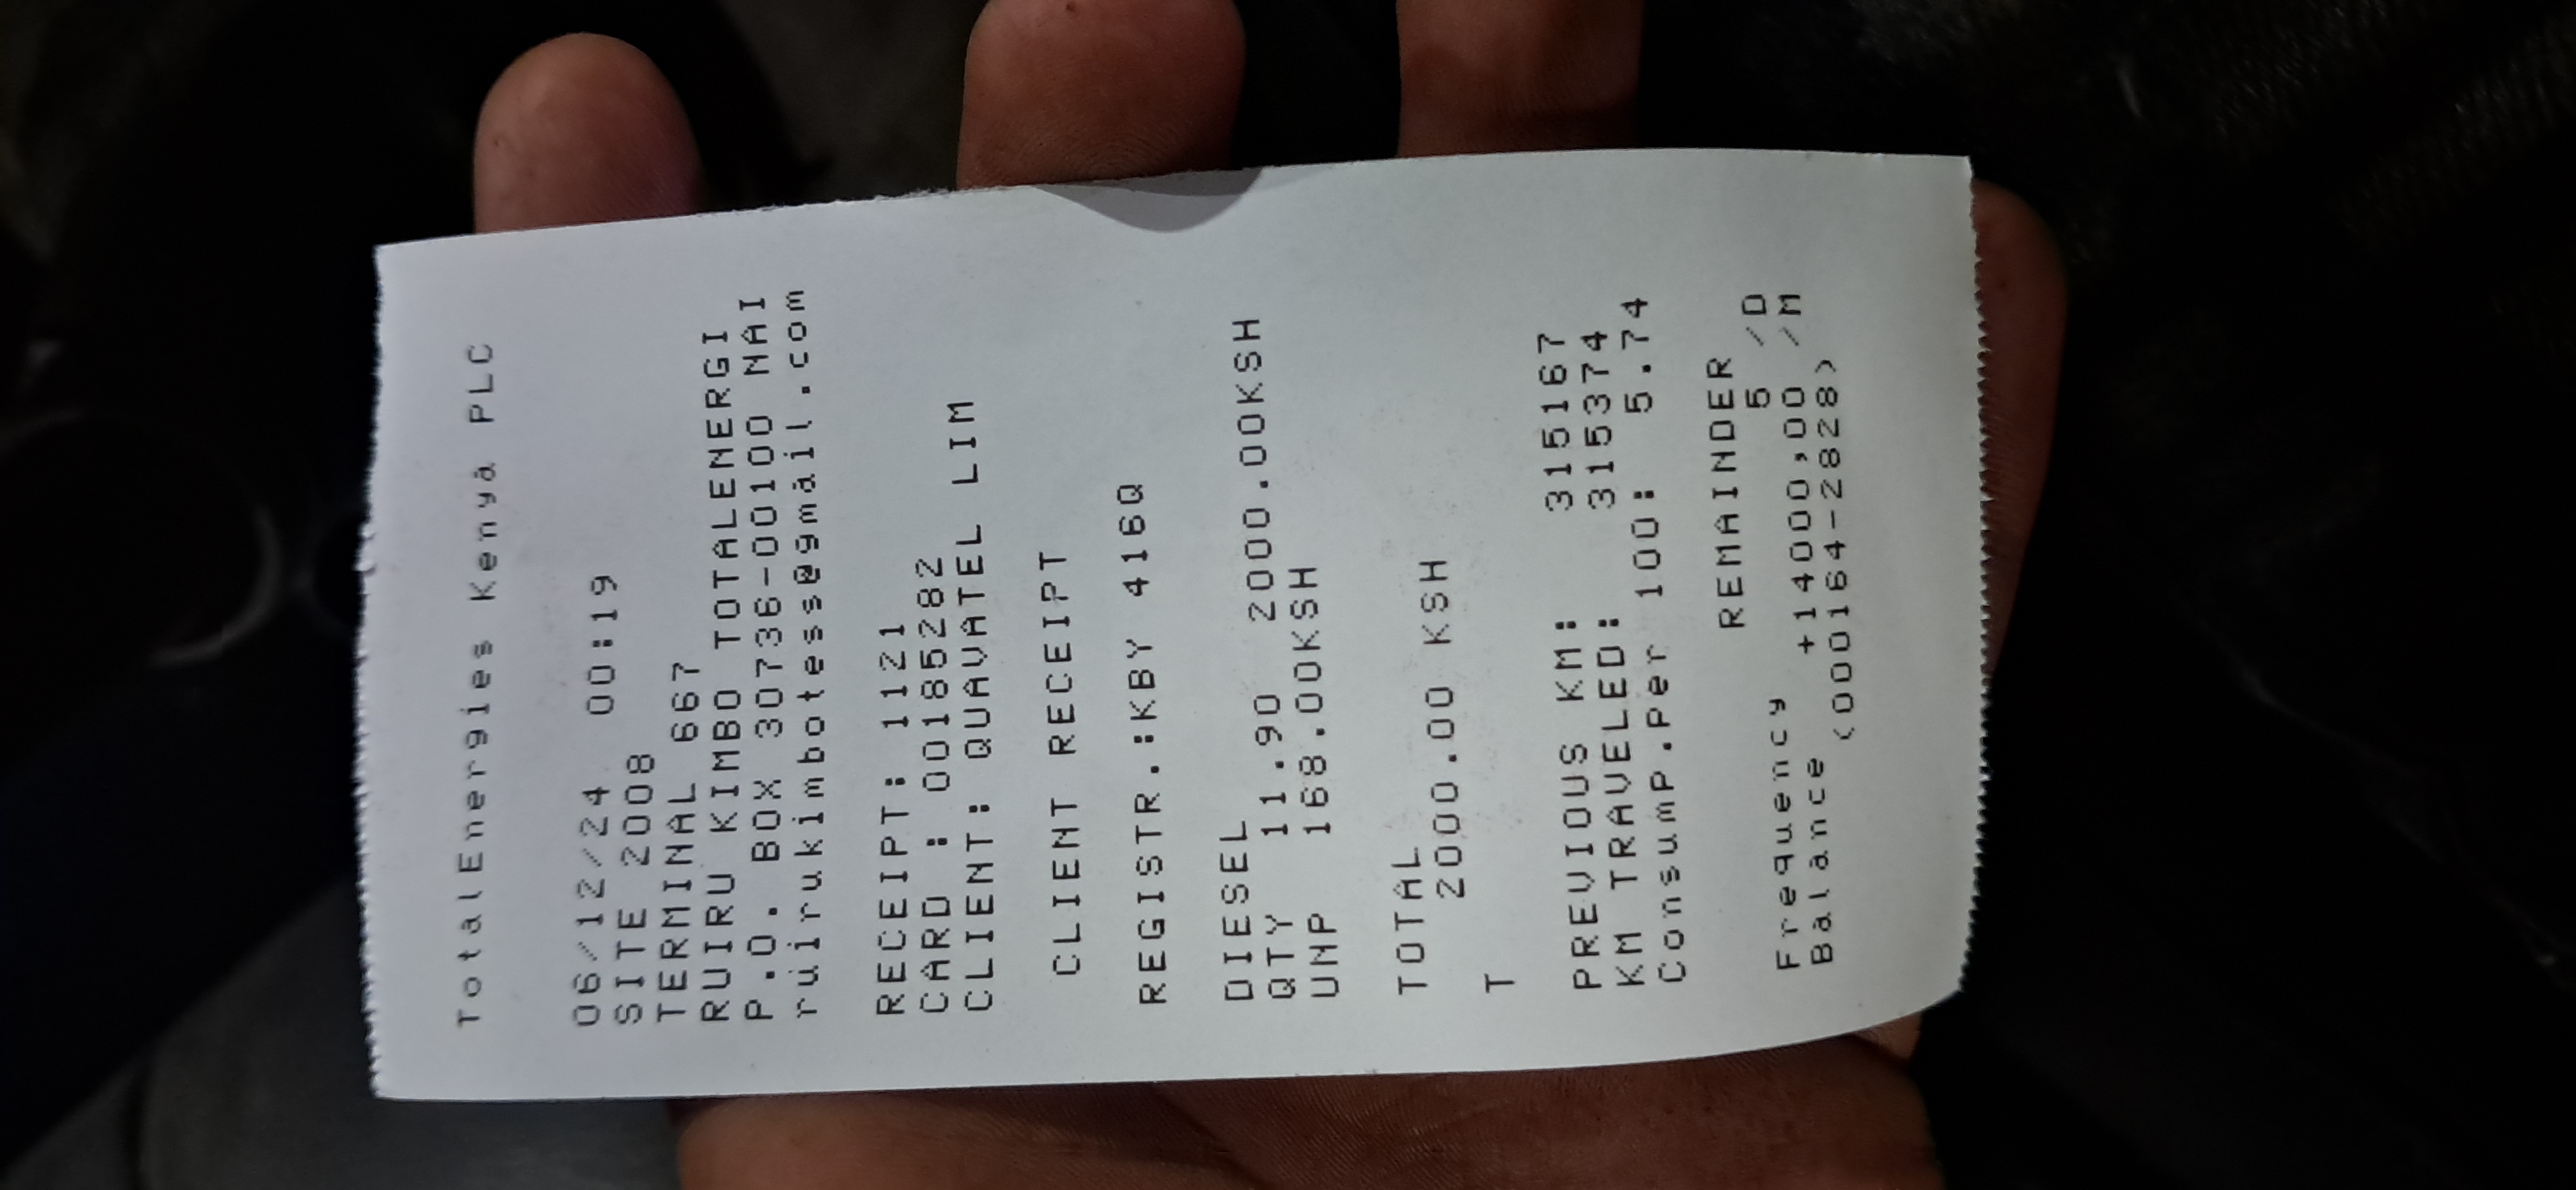 TotalEnergies Kenya PLC
06/12/24 00:19
SITE 2008
TERMINAL 667
RUIRU KIMBO TOTALENERGI
P.O. BOX 30736-00100 NAI
ruirukimbotess@gmail.com
RECEIPT: 1121
CARD : 00185282
CLIENT: QUAVATEL LIM
CLIENT RECEIPT
REGISTR.:KBY 416Q
DIESEL
QTY 11.90 2000.00KSH
UNP 168.00KSH
TOTAL
2000.00 KSH
T
PREVIOUS KM: 315167
KM TRAVELED: 315374
Consump.Per 100: 5.74
REMAINDER
Frequency 5 /D
Balance +14000,00 /M
(000164-2828)